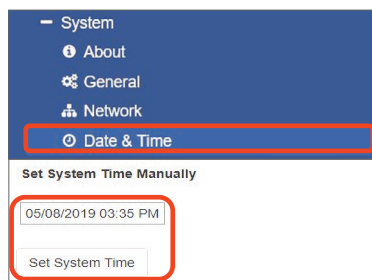 System
About
General
Network
Date & Time
Set System Time Manually
05/08/2019 03:35 PM
Set System Time